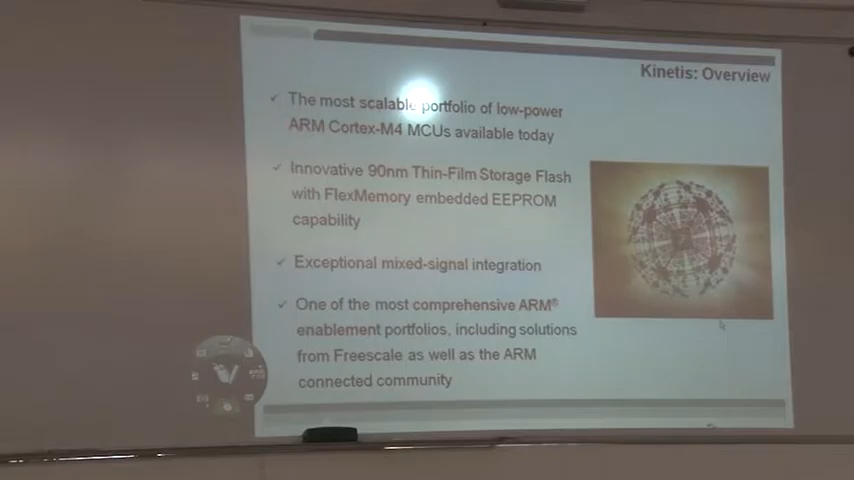 Kinetis: Overview
The most scalable portfolio of low-power
ARM Cortex-M4 MCUs available today
Innovative 90nm Thin-Film Storage Flash
with FlexMemory embedded EEPROM
capability
Exceptional mixed-signal integration
One of the most comprehensive ARM®
enablement portfolios, including solutions
from Freescale as well as the ARM
connected community